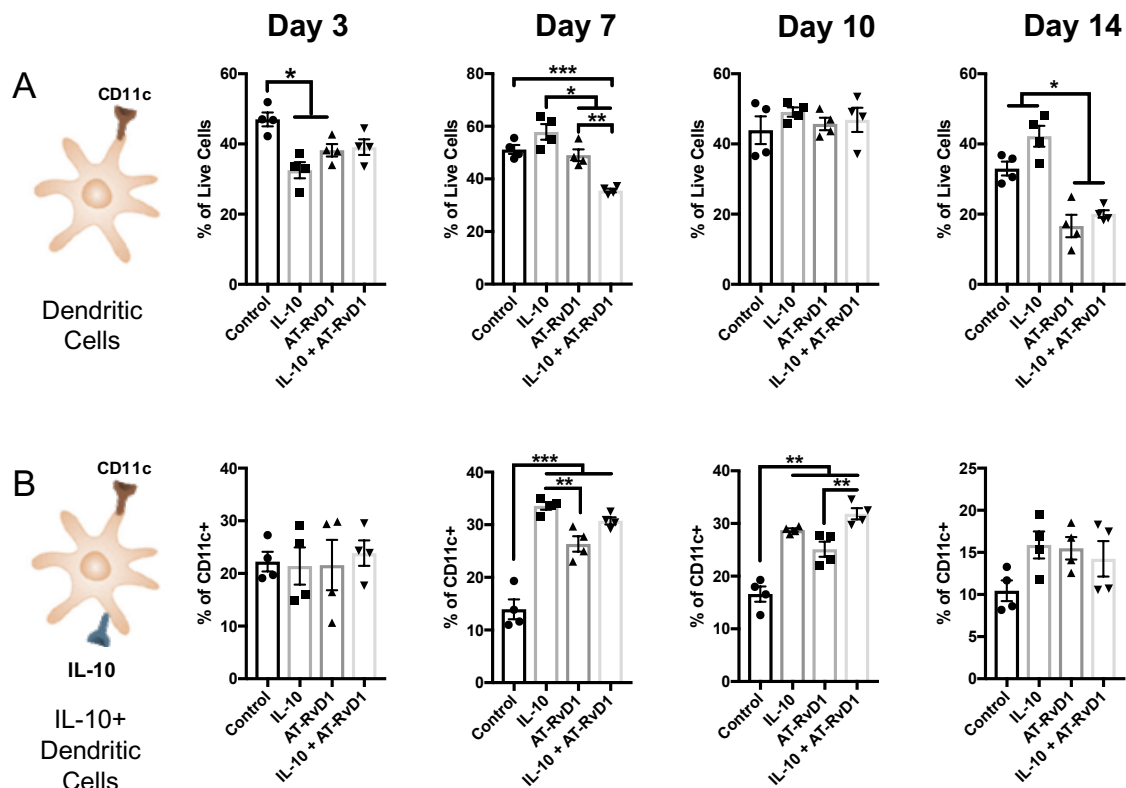 Day 3
Day 7
Day 10
Day 14
A
CD11c
Dendritic
Cells
% of Live Cells
60
40
20
0
*
Control
IL-10
AT-RvD1
IL-10 + AT-RvD1
% of Live Cells
80
60
40
20
0
***
*
**
Control
IL-10
AT-RvD1
IL-10 + AT-RvD1
% of Live Cells
60
40
20
0
Control
IL-10
AT-RvD1
IL-10 + AT-RvD1
% of Live Cells
60
40
20
0
*
Control
IL-10
AT-RvD1
IL-10 + AT-RvD1
B
CD11c
IL-10
IL-10+
Dendritic
Cells
% of CD11c+
40
30
20
10
0
Control
IL-10
AT-RvD1
IL-10 + AT-RvD1
% of CD11c+
40
30
20
10
0
***
**
Control
IL-10
AT-RvD1
IL-10 + AT-RvD1
% of CD11c+
40
30
20
10
0
**
**
Control
IL-10
AT-RvD1
IL-10 + AT-RvD1
% of CD11c+
25
20
15
10
5
0
Control
IL-10
AT-RvD1
IL-10 + AT-RvD1